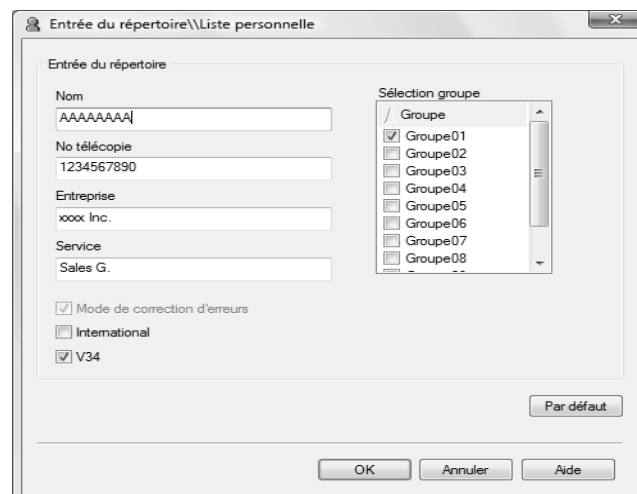 Entrée du répertoire\\Liste personnelle
Entrée du répertoire
Nom
AAAAAAAA
No télécopie
1234567890
Entreprise
xxxx Inc.
Service
Sales G.
Mode de correction d'erreurs
International
V34
Sélection groupe
Groupe
Groupe01
Groupe02
Groupe03
Groupe04
Groupe05
Groupe06
Groupe07
Groupe08
Par défaut
OK
Annuler
Aide